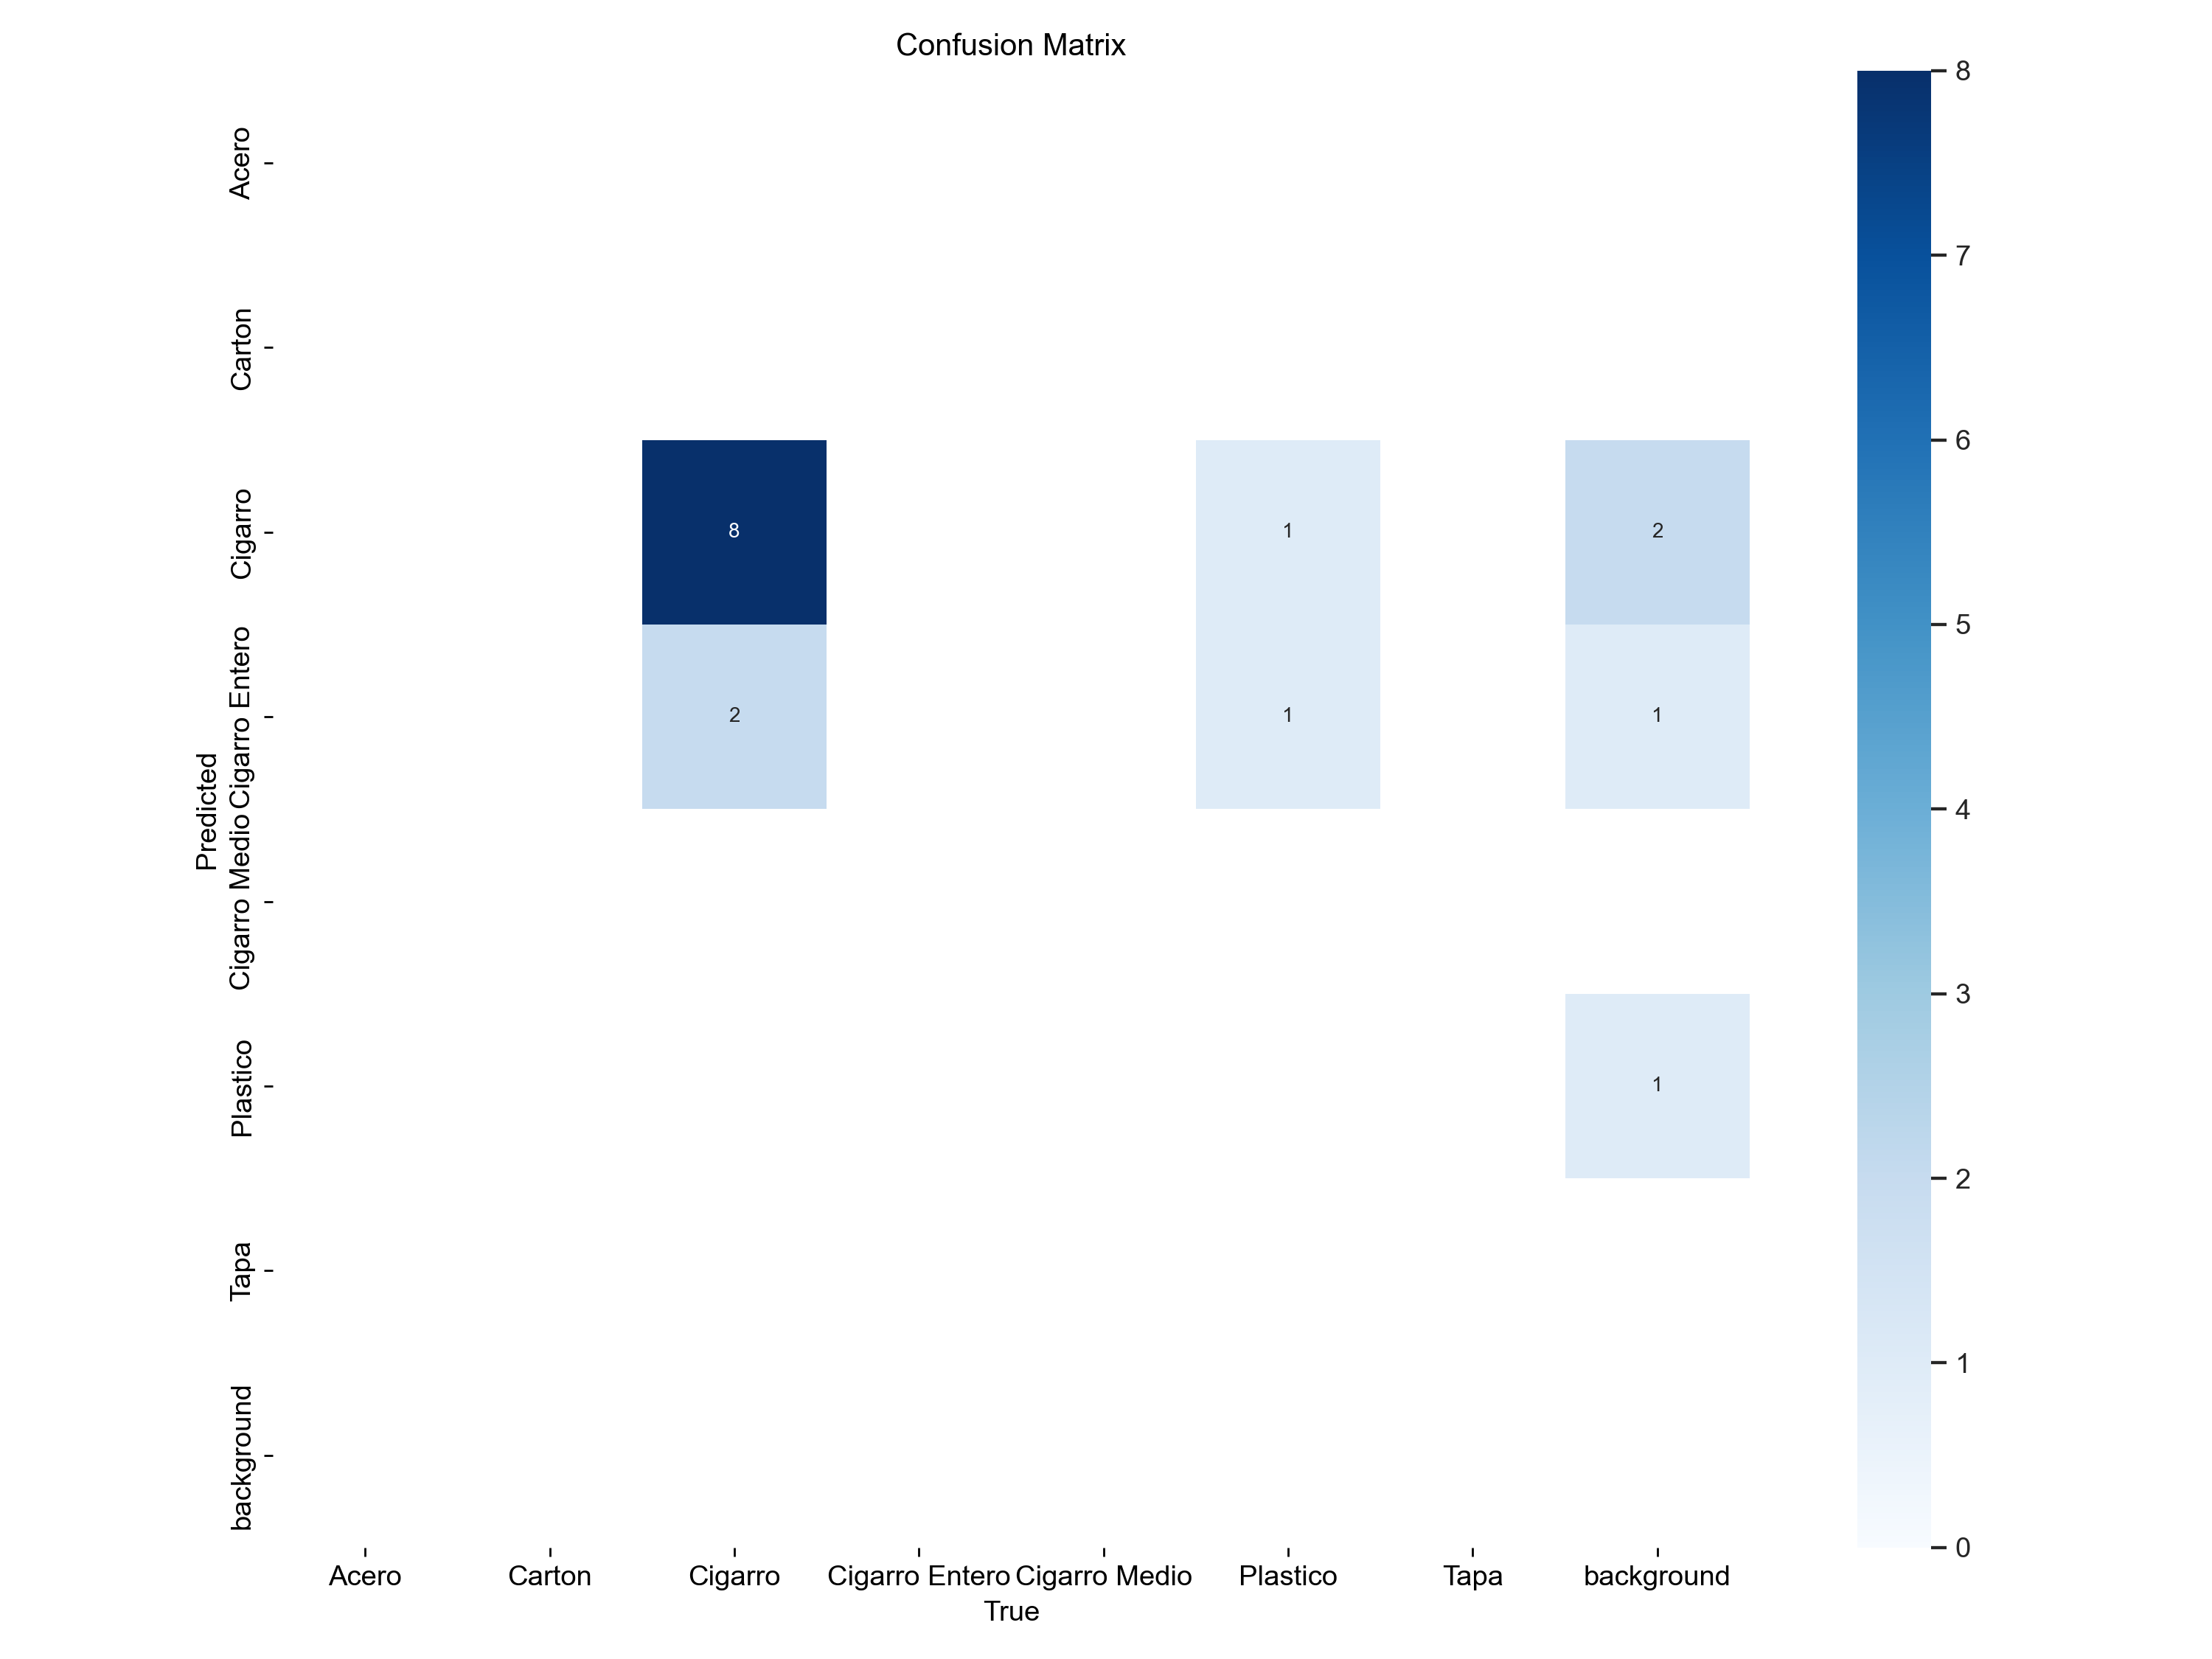 Confusion Matrix
Predicted
Acero
Carton
Cigarro
Cigarro Entero
Cigarro Medio
Plastico
Tapa
background
8
1
2
2
1
1
1
Acero
Carton
Cigarro
Cigarro Entero
Cigarro Medio
Plastico
Tapa
background
True
8
7
6
5
4
3
2
1
0